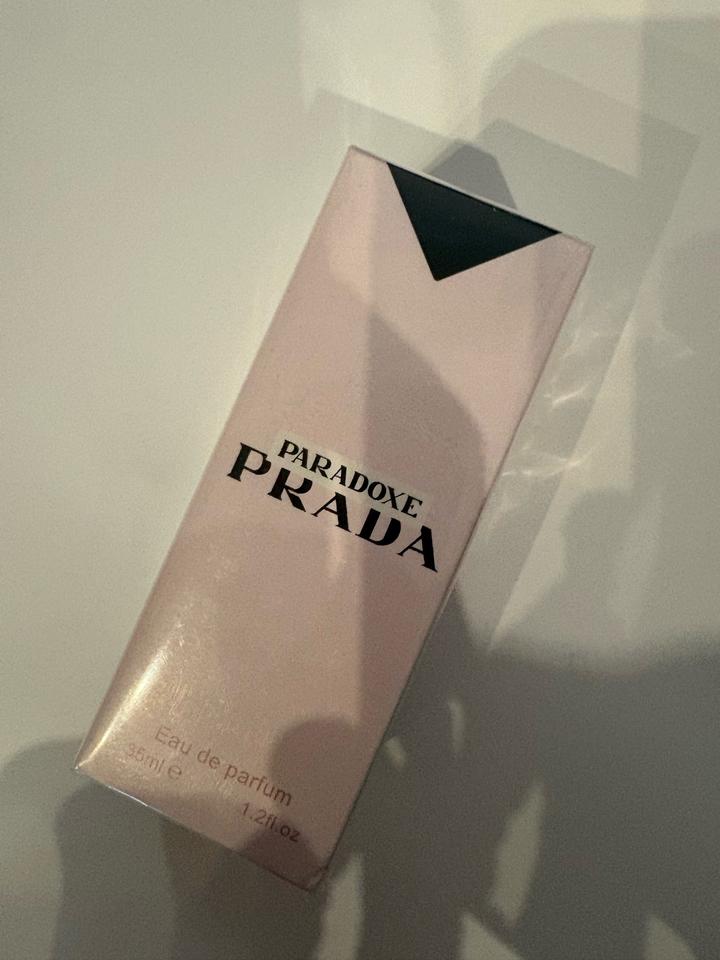 PARADOXE
PRADA
Eau de parfum
35ml ℮
1.2fl.oz